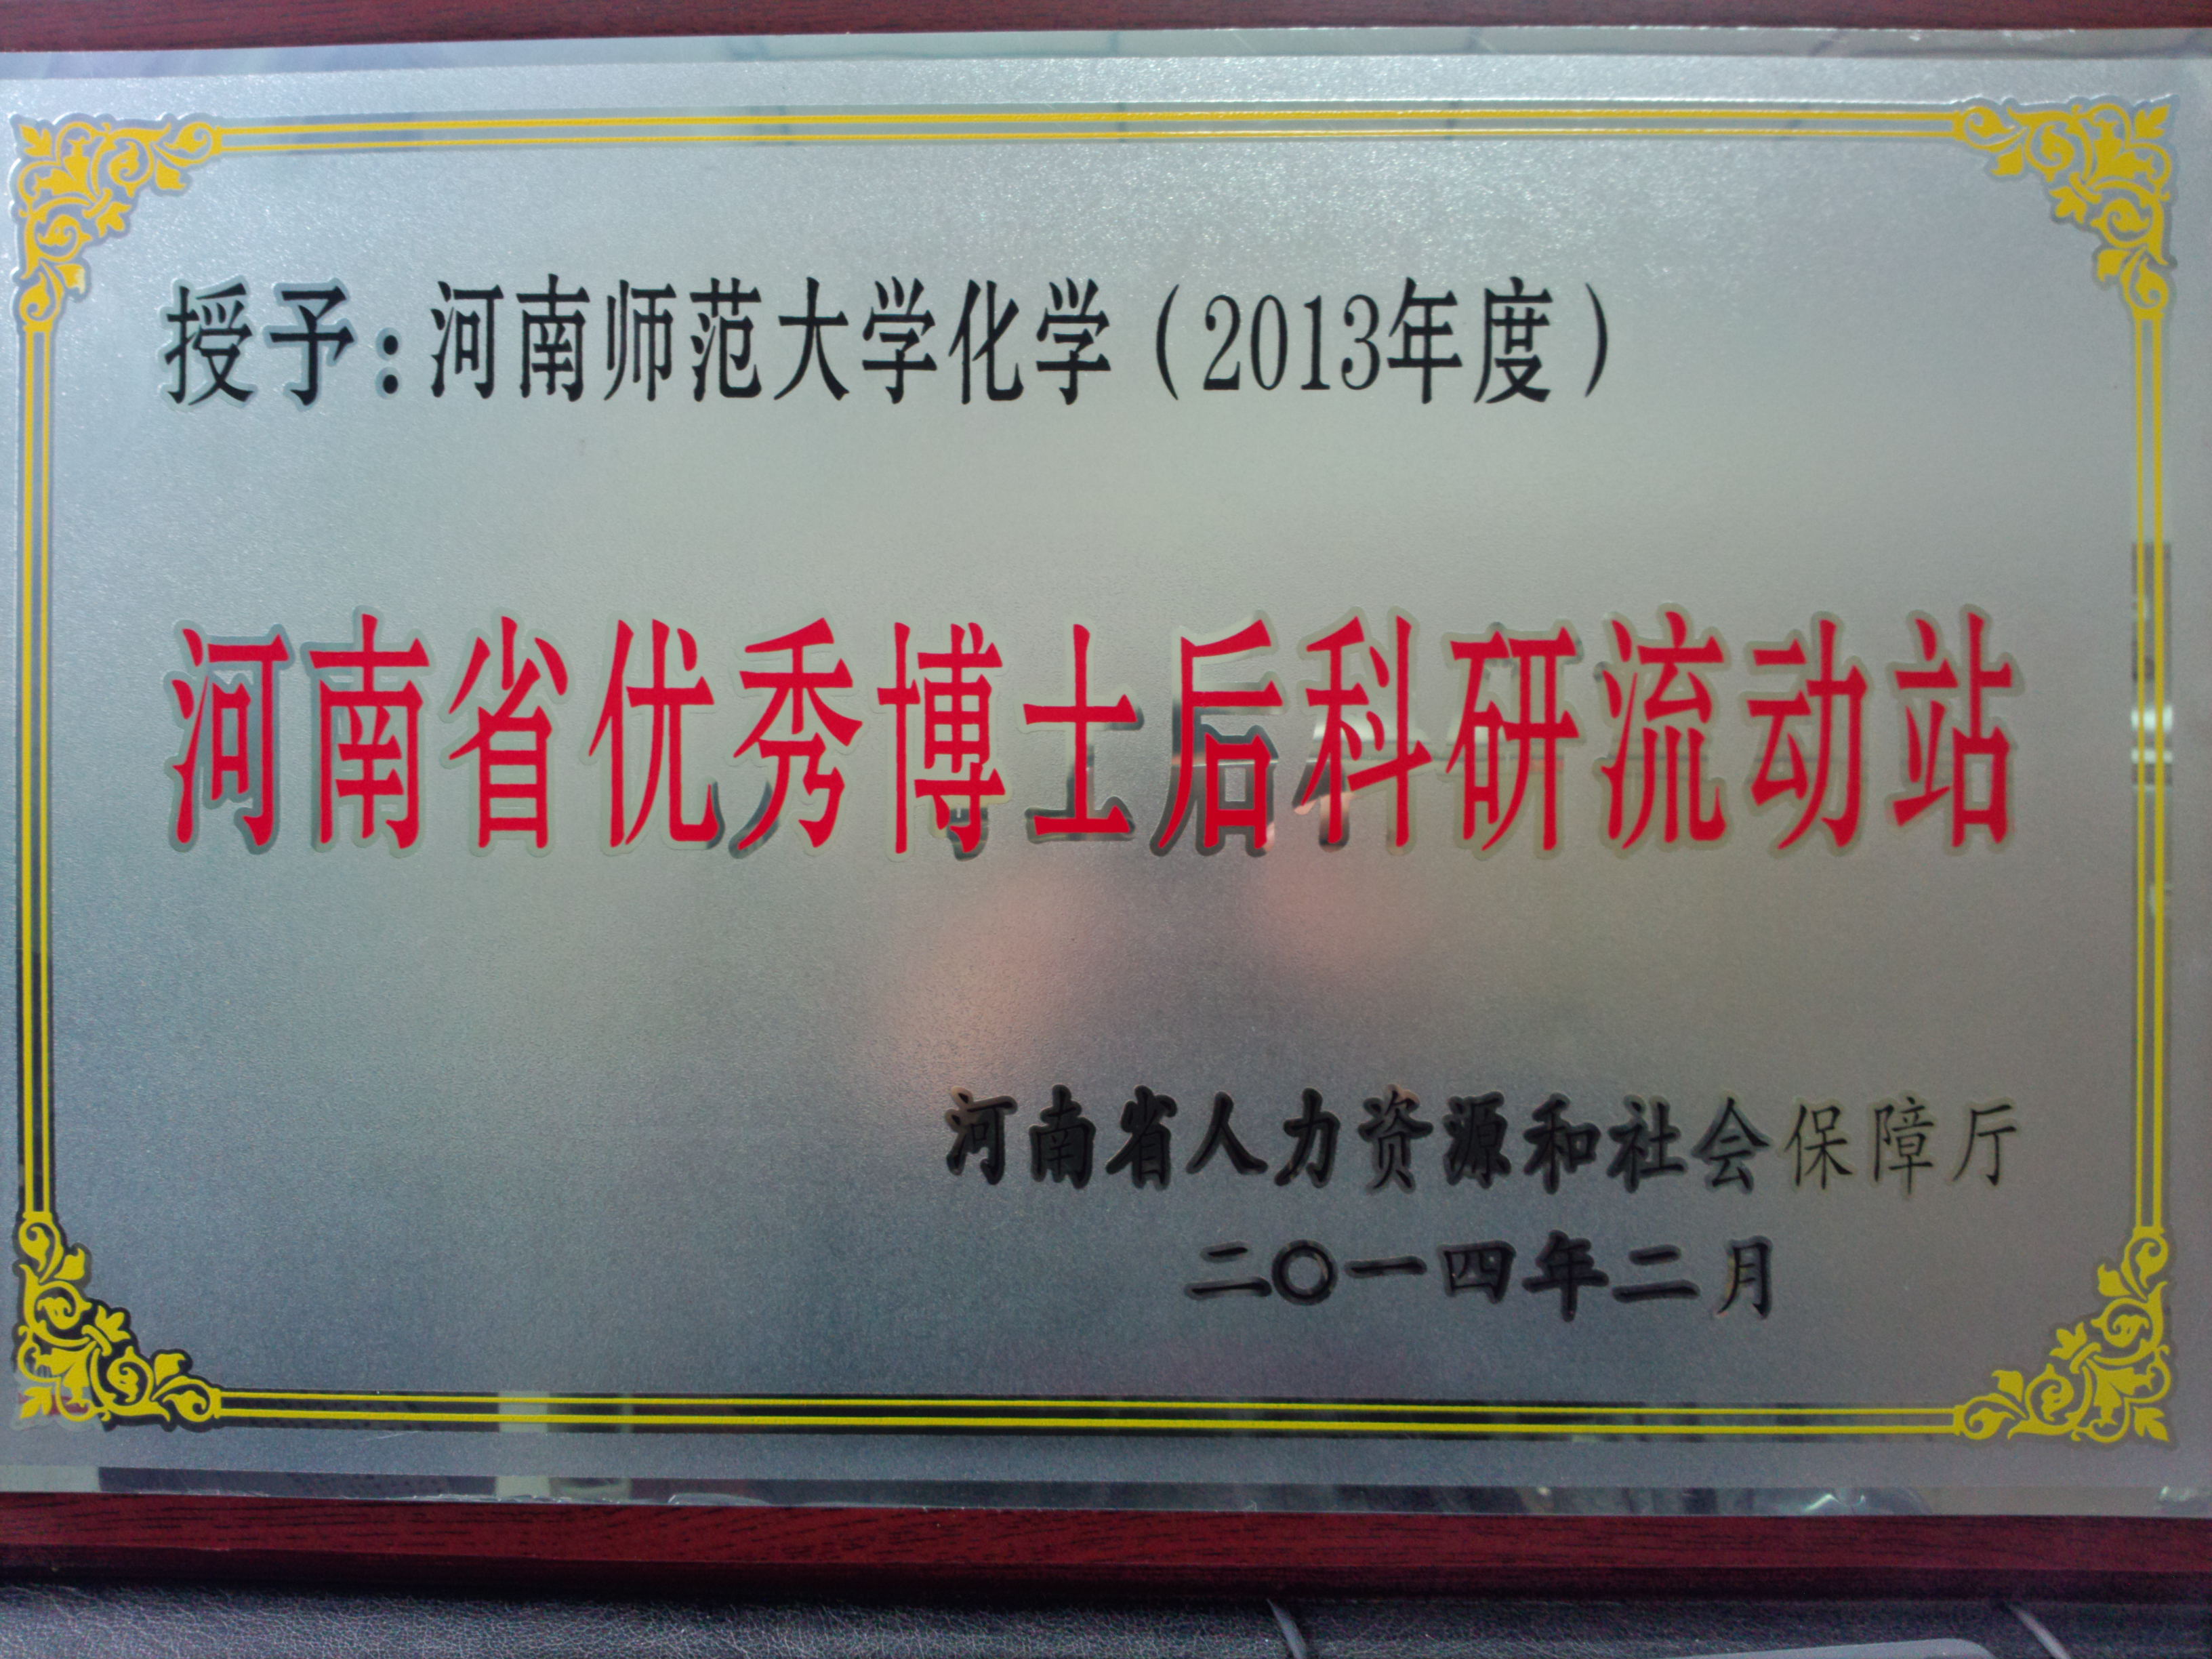 授予:河南师范大学化学(2013年度)
河南省优秀博士后科研流动站
河南省人力资源和社会保障厅
二〇一四年二月